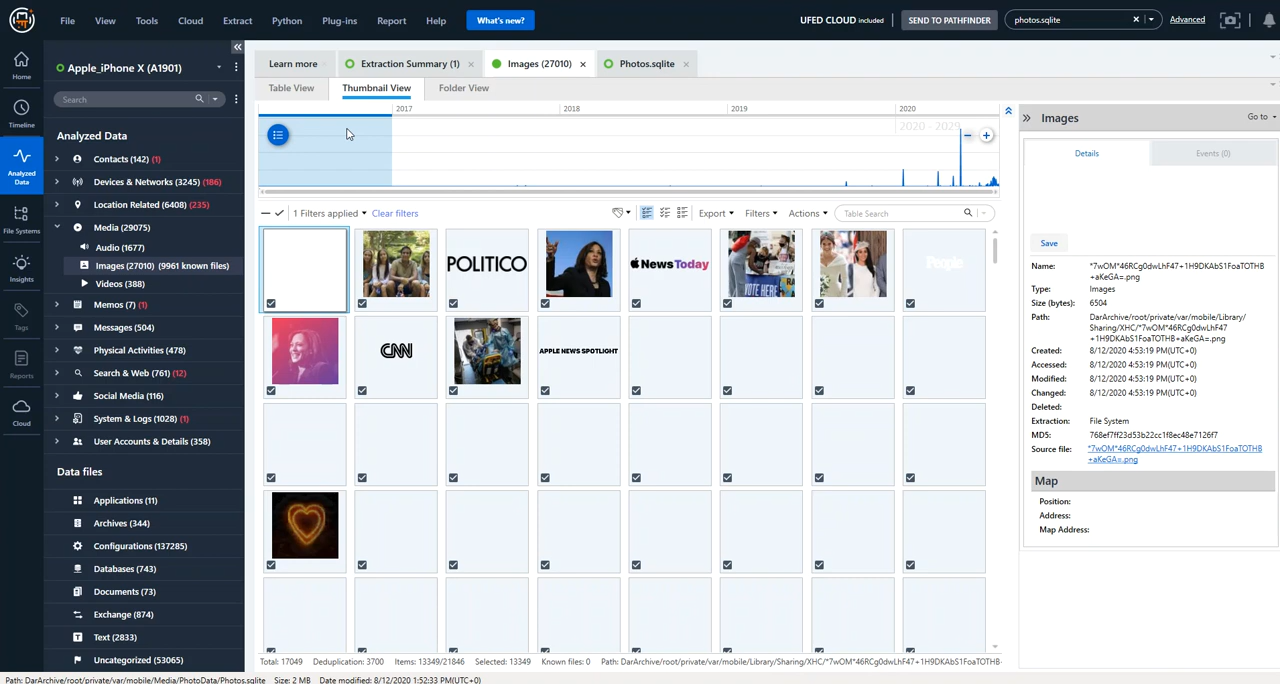 File View Tools Cloud Extract Python Plug-ins Report Help What's new? UFED CLOUD included SEND TO PATHFINDER photos.sqlite Advanced
Home
Timeline
Analyzed Data
File Systems
Insights
Tags
Reports
Cloud
Apple_iPhone X (A1901)
Search
Analyzed Data
Contacts (142) (1)
Devices & Networks (3245) (186)
Location Related (6408) (235)
Media (29075)
Audio (1677)
Images (27010) (9961 known files)
Videos (388)
Memos (7) (1)
Messages (504)
Physical Activities (478)
Search & Web (761) (12)
Social Media (116)
System & Logs (1028) (1)
User Accounts & Details (358)
Data files
Applications (11)
Archives (344)
Configurations (137285)
Databases (743)
Documents (73)
Exchange (874)
Text (2833)
Uncategorized (53065)
Learn more Extraction Summary (1) Images (27010) Photos.sqlite
Table View Thumbnail View Folder View
2017 2018 2019 2020
2020 - 2029
1 Filters applied Clear filters Export Filters Actions Table Search
POLITICO
News Today
VOTE HERE
People
CNN
APPLE NEWS SPOTLIGHT
Total: 17049 Deduplication: 3700 Items: 13349/21846 Selected: 13349 Known files: 0 Path: DarArchive/root/private/var/mobile/Library/Sharing/XHC/*7wOM*46RCg0dwLhF47+1H9DKAbS
Images Go to
Details Events (0)
Save
Name: *7wOM*46RCg0dwLhF47+1H9DKAbS1FoaTOTHB
+aKeGA=.png
Type: Images
Size (bytes): 6504
Path: DarArchive/root/private/var/mobile/Library/
Sharing/XHC/*7wOM*46RCg0dwLhF47
+1H9DKAbS1FoaTOTHB+aKeGA=.png
Created: 8/12/2020 4:53:19 PM(UTC+0)
Accessed: 8/12/2020 4:53:19 PM(UTC+0)
Modified: 8/12/2020 4:53:19 PM(UTC+0)
Changed: 8/12/2020 4:53:19 PM(UTC+0)
Deleted:
Extraction: File System
MD5: 768ef7ff23d53b22cc1f8ec48e7126f7
Source file: *7wOM*46RCg0dwLhF47+1H9DKAbS1FoaTOTHB
+aKeGA=.png
Map
Position:
Address:
Map Address:
Path: DarArchive/root/private/var/mobile/Media/PhotoData/Photos.sqlite Size: 2 MB Date modified: 8/12/2020 1:52:33 PM(UTC+0)